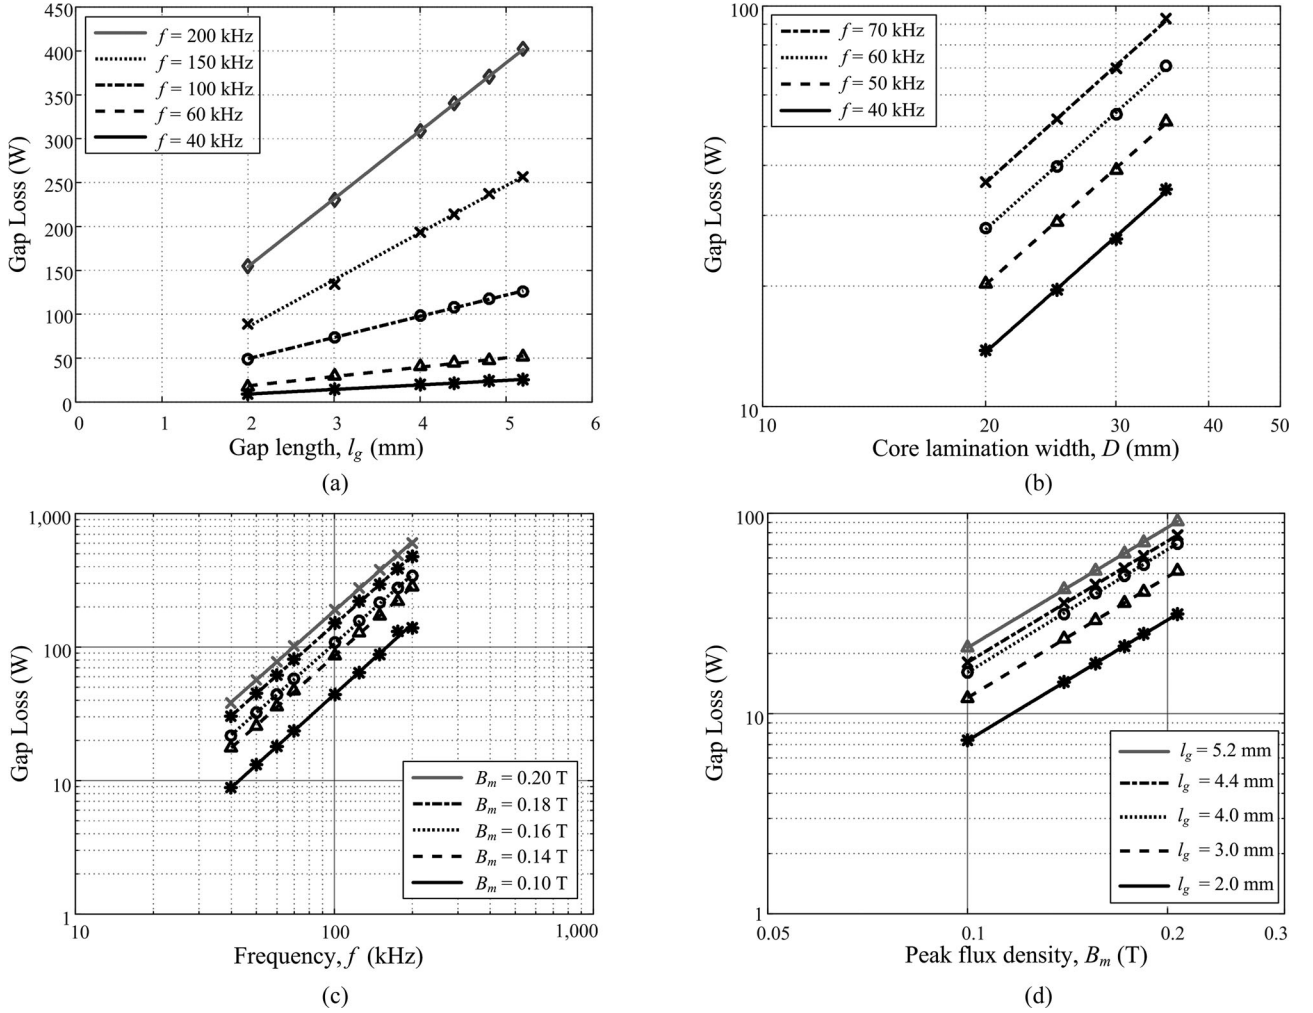 450
400
350
300
250
200
150
100
50
0
Gap Loss (W)
f = 200 kHz
f = 150 kHz
f = 100 kHz
f = 60 kHz
f = 40 kHz
0 1 2 3 4 5 6
Gap length, lg (mm)
(a)
100
10
Gap Loss (W)
f = 70 kHz
f = 60 kHz
f = 50 kHz
f = 40 kHz
10 20 30 40 50
Core lamination width, D (mm)
(b)
1,000
100
10
1
Gap Loss (W)
Bm = 0.20 T
Bm = 0.18 T
Bm = 0.16 T
Bm = 0.14 T
Bm = 0.10 T
10 100 1,000
Frequency, f (kHz)
(c)
100
10
1
Gap Loss (W)
lg = 5.2 mm
lg = 4.4 mm
lg = 4.0 mm
lg = 3.0 mm
lg = 2.0 mm
0.05 0.1 0.2 0.3
Peak flux density, Bm (T)
(d)